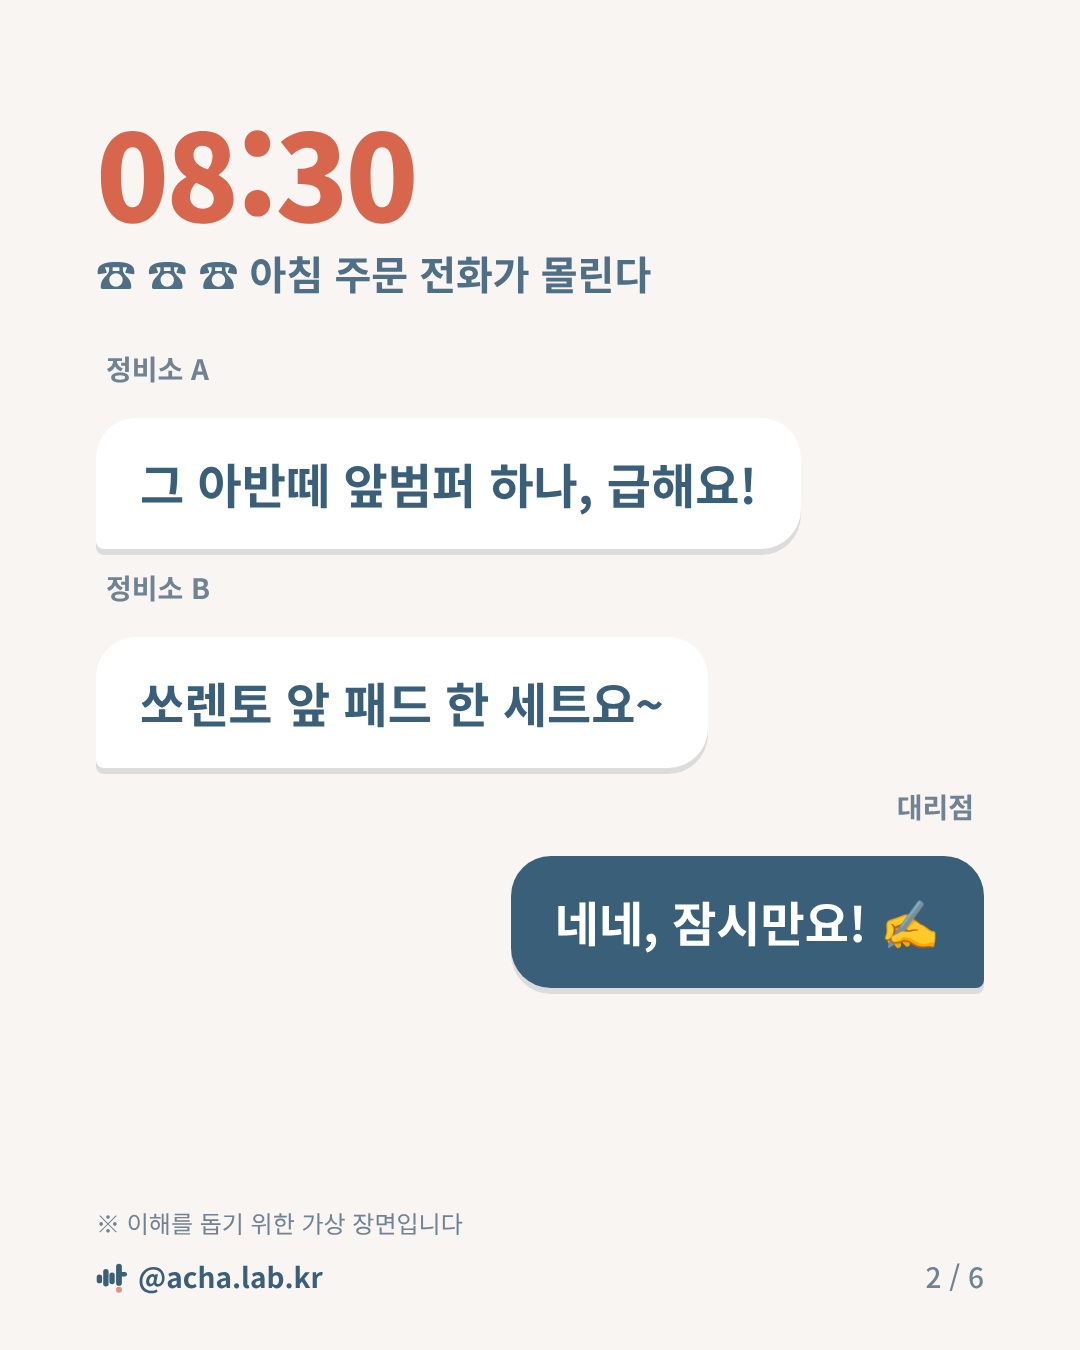 08:30
☎ ☎ ☎ 아침 주문 전화가 몰린다
정비소 A
그 아반떼 앞범퍼 하나, 급해요!
정비소 B
쏘렌토 앞 패드 한 세트요~
대리점
네네, 잠시만요! ✍️
※ 이해를 돕기 위한 가상 장면입니다
@acha.lab.kr
2 / 6